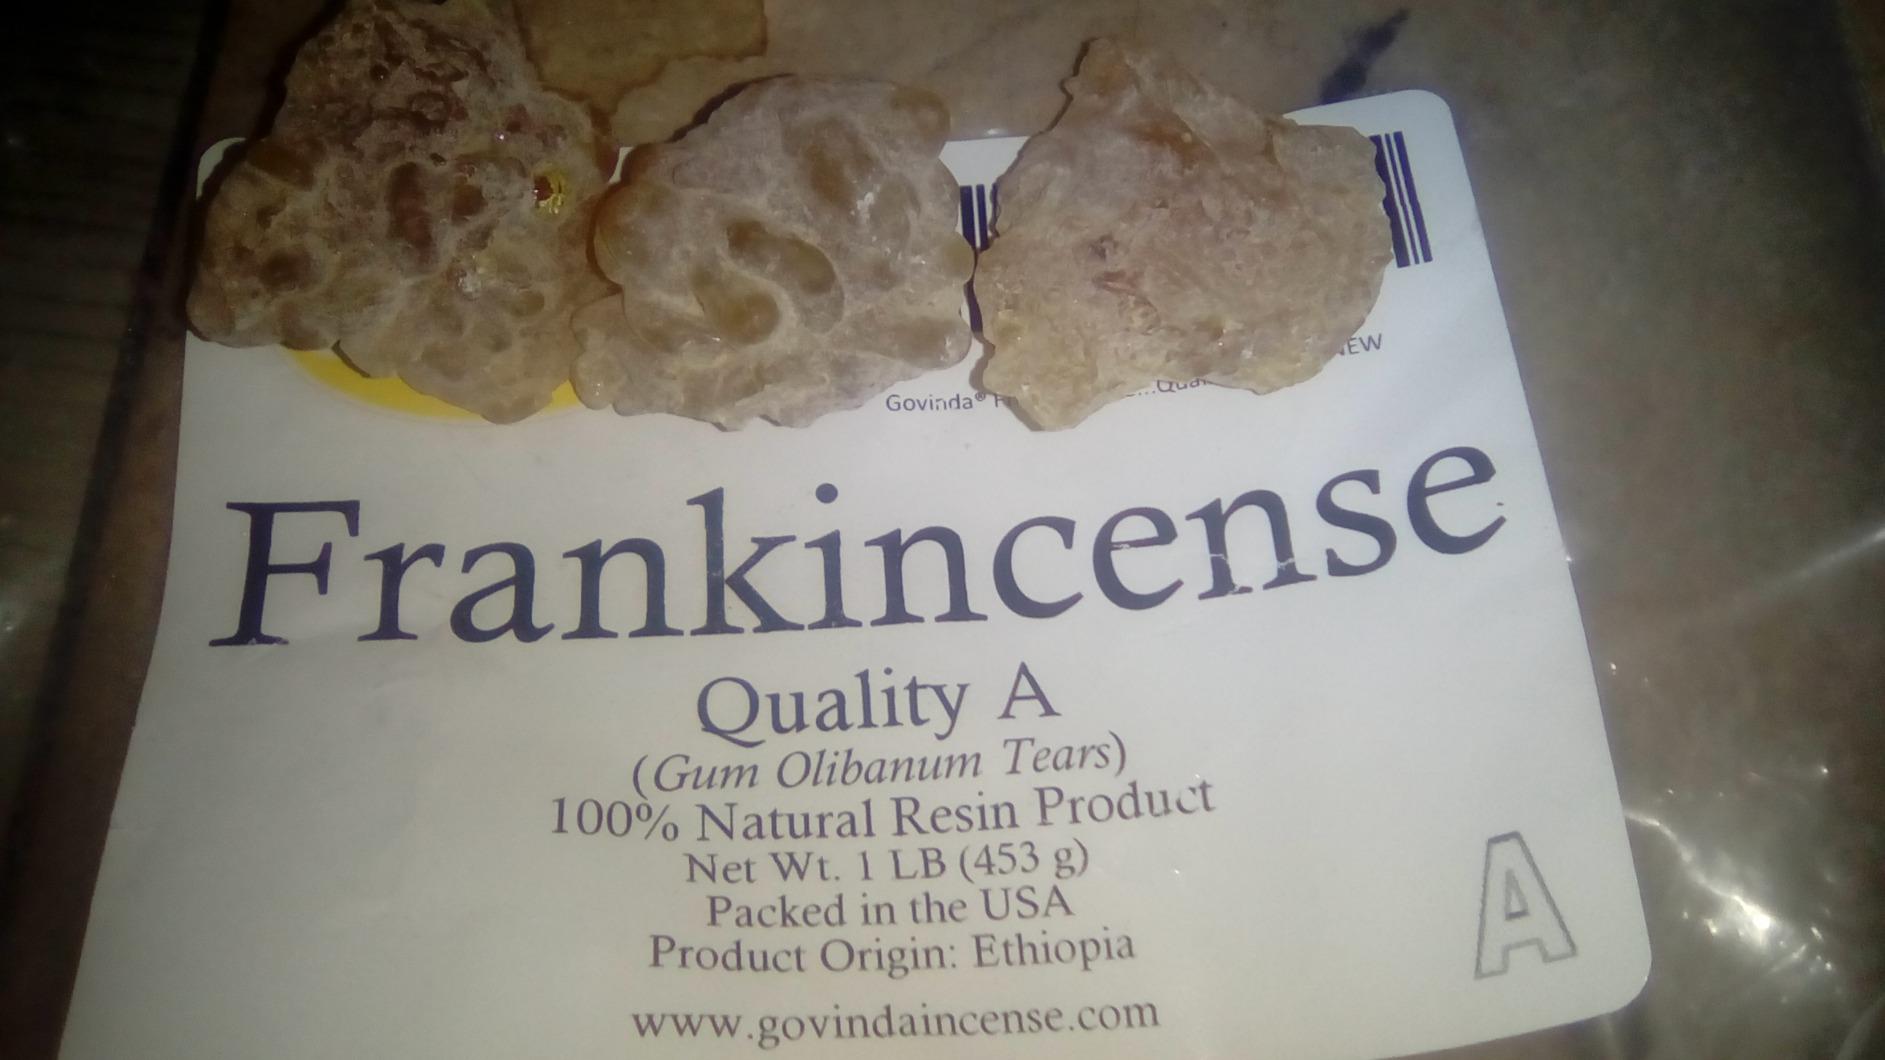 EW
Govinda®
Frankincense
Quality A
(Gum Olibanum Tears)
100% Natural Resin Product
Net Wt. 1 LB (453 g)
Packed in the USA
Product Origin: Ethiopia
A
www.govindaincense.com